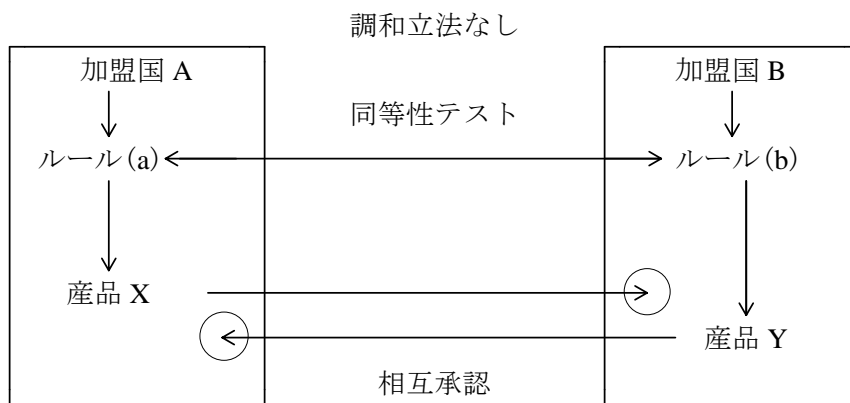 調和立法なし
加盟国 A
加盟国 B
同等性テスト
ルール(a)
ルール(b)
産品 X
産品 Y
相互承認